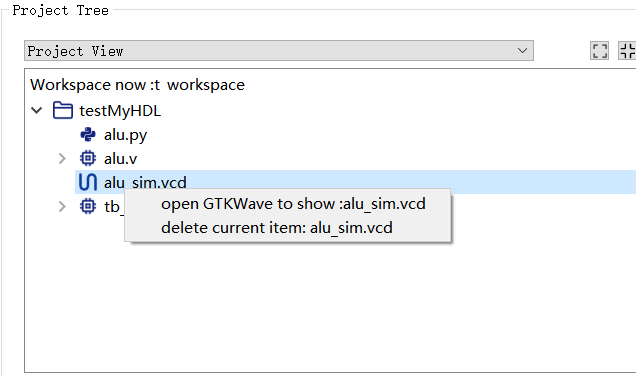 Project Tree
Project View
Workspace now :t workspace
testMyHDL
alu.py
alu.v
alu_sim.vcd
open GTKWave to show :alu_sim.vcd
tb_
delete current item: alu_sim.vcd